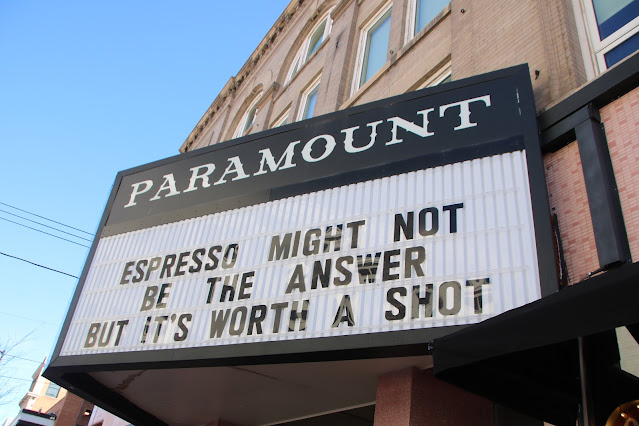 PARAMOUNT
ESPRESSO MIGHT NOT
BE THE ANSWER
BUT IT'S WORTH A SHOT